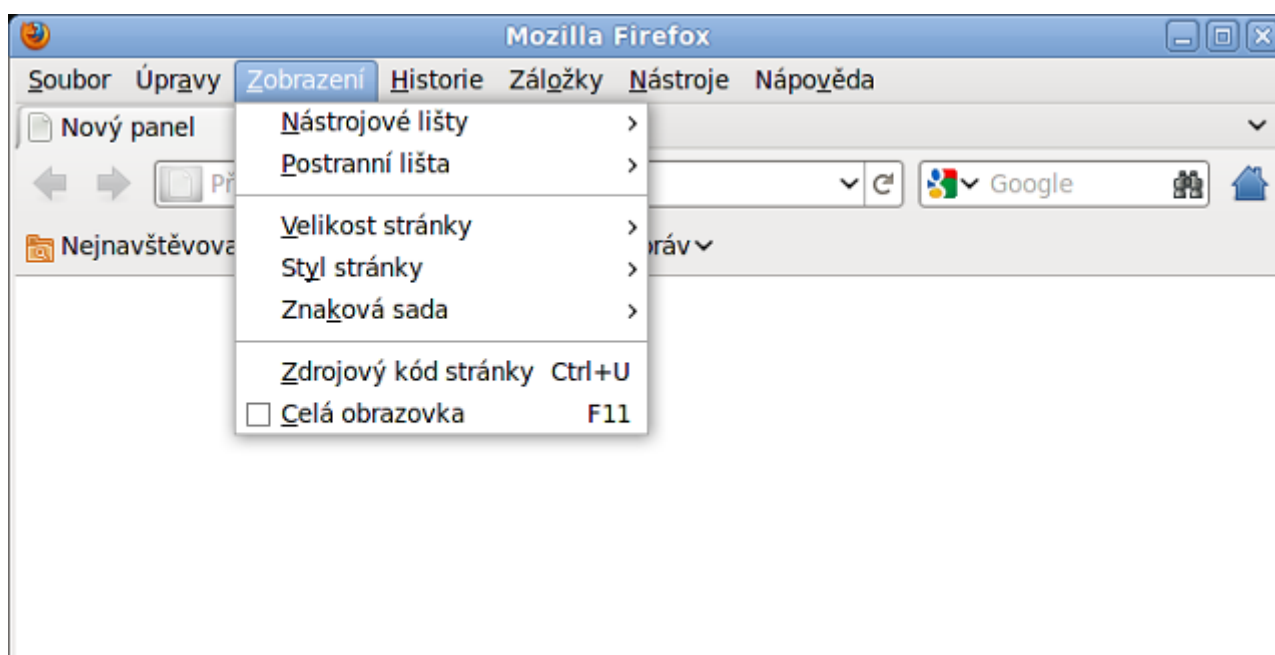 Mozilla Firefox
Soubor Úpravy Zobrazení Historie Záložky Nástroje Nápověda
Nový panel
Google
Nástrojové lišty
Postranní lišta
Velikost stránky
Styl stránky
Znaková sada
Zdrojový kód stránky Ctrl+U
Celá obrazovka F11